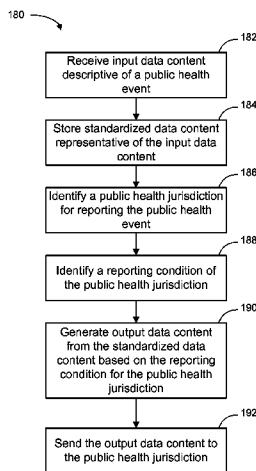 180
182
Receive input data content
descriptive of a public health
event
184
Store standardized data content
representative of the input data
content
186
Identify a public health jurisdiction
for reporting the public health
event
188
Identify a reporting condition of
the public health jurisdiction
190
Generate output data content
from the standardized data
content based on the reporting
condition for the public health
jurisdiction
192
Send the output data content to
the public health jurisdiction